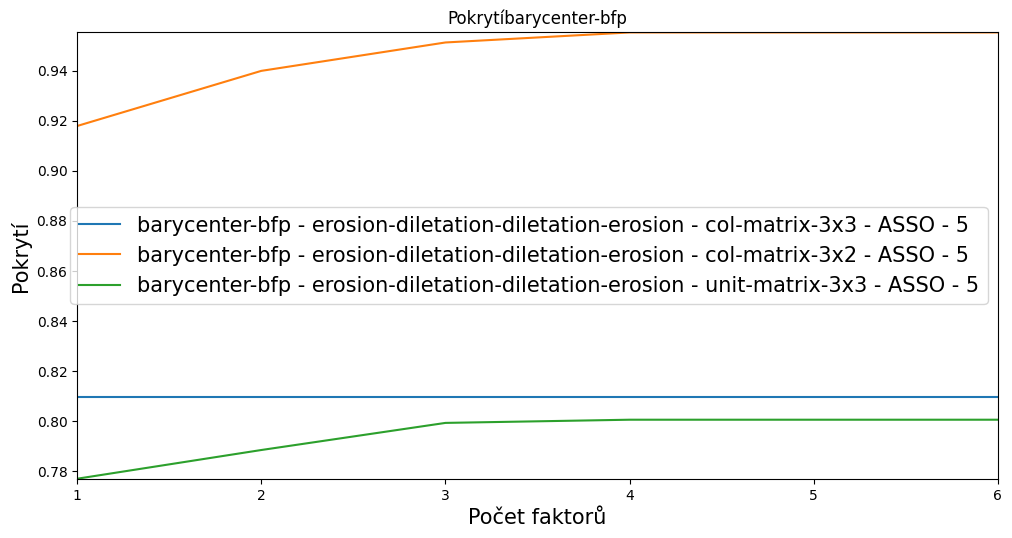 Pokrytíbarycenter-bfp
Pokrytí
0.94
0.92
0.90
0.88
0.86
0.84
0.82
0.80
0.78
barycenter-bfp - erosion-diletation-diletation-erosion - col-matrix-3x3 - ASSO - 5
barycenter-bfp - erosion-diletation-diletation-erosion - col-matrix-3x2 - ASSO - 5
barycenter-bfp - erosion-diletation-diletation-erosion - unit-matrix-3x3 - ASSO - 5
1 2 3 4 5 6
Počet faktorů